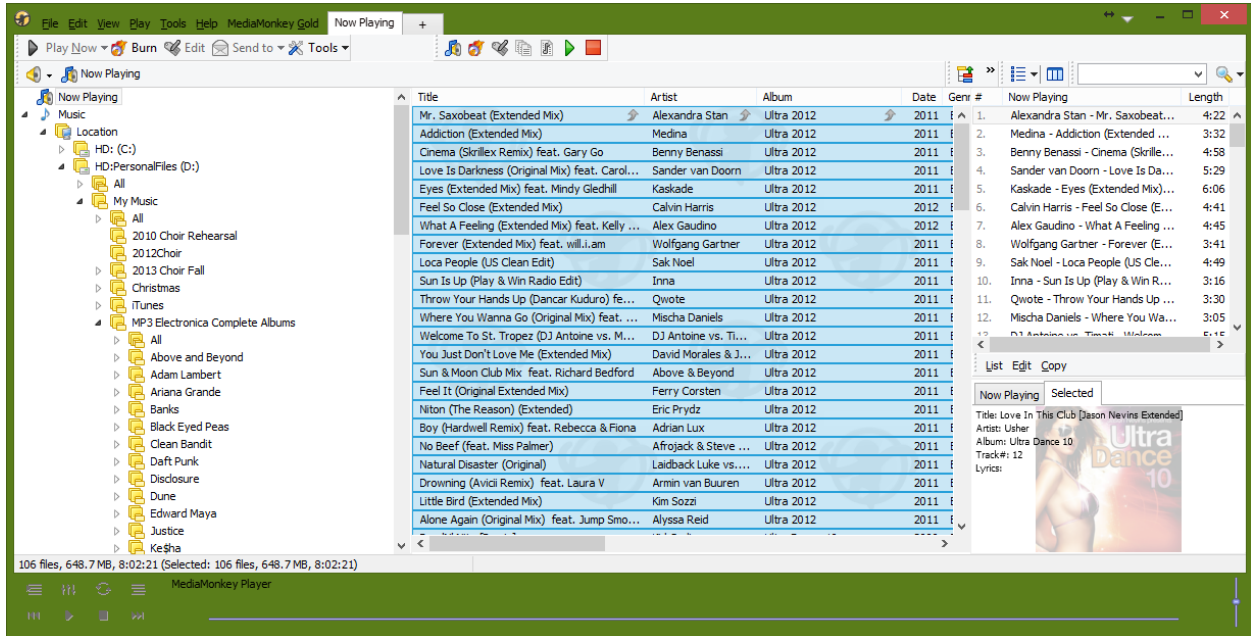 File Edit View Play Tools Help MediaMonkey Gold Now Playing +
Play Now Burn Edit Send to Tools
Now Playing »
Now Playing
Music
Location
HD: (C:)
HD:PersonalFiles (D:)
All
My Music
All
2010 Choir Rehearsal
2012Choir
2013 Choir Fall
Christmas
iTunes
MP3 Electronica Complete Albums
All
Above and Beyond
Adam Lambert
Ariana Grande
Banks
Black Eyed Peas
Clean Bandit
Daft Punk
Disclosure
Dune
Edward Maya
Justice
Ke$ha
Title Artist Album Date Genr
Mr. Saxobeat (Extended Mix) Alexandra Stan Ultra 2012 2011 E
Addiction (Extended Mix) Medina Ultra 2012 2011 E
Cinema (Skrillex Remix) feat. Gary Go Benny Benassi Ultra 2012 2011 E
Love Is Darkness (Original Mix) feat. Carol... Sander van Doorn Ultra 2012 2011 E
Eyes (Extended Mix) feat. Mindy Gledhill Kaskade Ultra 2012 2011 E
Feel So Close (Extended Mix) Calvin Harris Ultra 2012 2012 E
What A Feeling (Extended Mix) feat. Kelly ... Alex Gaudino Ultra 2012 2012 E
Forever (Extended Mix) feat. will.i.am Wolfgang Gartner Ultra 2012 2011 E
Loca People (US Clean Edit) Sak Noel Ultra 2012 2011 E
Sun Is Up (Play & Win Radio Edit) Inna Ultra 2012 2011 E
Throw Your Hands Up (Dancar Kuduro) fe... Qwote Ultra 2012 2011 E
Where You Wanna Go (Original Mix) feat. ... Mischa Daniels Ultra 2012 2011 E
Welcome To St. Tropez (DJ Antoine vs. M... DJ Antoine vs. Ti... Ultra 2012 2011 E
You Just Don't Love Me (Extended Mix) David Morales & J... Ultra 2012 2011 E
Sun & Moon Club Mix feat. Richard Bedford Above & Beyond Ultra 2012 2011 E
Feel It (Original Extended Mix) Ferry Corsten Ultra 2012 2011 E
Niton (The Reason) (Extended) Eric Prydz Ultra 2012 2011 E
Boy (Hardwell Remix) feat. Rebecca & Fiona Adrian Lux Ultra 2012 2011 E
No Beef (feat. Miss Palmer) Afrojack & Steve ... Ultra 2012 2011 E
Natural Disaster (Original) Laidback Luke vs.... Ultra 2012 2011 E
Drowning (Avicii Remix) feat. Laura V Armin van Buuren Ultra 2012 2011 E
Little Bird (Extended Mix) Kim Sozzi Ultra 2012 2011 E
Alone Again (Original Mix) feat. Jump Smo... Alyssa Reid Ultra 2012 2011 E
# Now Playing Length
1. Alexandra Stan - Mr. Saxobeat... 4:22
2. Medina - Addiction (Extended ... 3:32
3. Benny Benassi - Cinema (Skrille... 4:58
4. Sander van Doorn - Love Is Da... 5:29
5. Kaskade - Eyes (Extended Mix)... 6:06
6. Calvin Harris - Feel So Close (E... 4:41
7. Alex Gaudino - What A Feeling ... 4:45
8. Wolfgang Gartner - Forever (E... 3:41
9. Sak Noel - Loca People (US Cle... 4:49
10. Inna - Sun Is Up (Play & Win R... 3:16
11. Qwote - Throw Your Hands Up ... 3:30
12. Mischa Daniels - Where You Wa... 3:05
13 DJ Antoine vs. Timati - Welcom 5:15
List Edit Copy
Now Playing Selected
Title: Love In This Club [Jason Nevins Extended]
Artist: Usher
Album: Ultra Dance 10
Track#: 12
Lyrics:
Ultra
Dance
10
106 files, 648.7 MB, 8:02:21 (Selected: 106 files, 648.7 MB, 8:02:21)
MediaMonkey Player